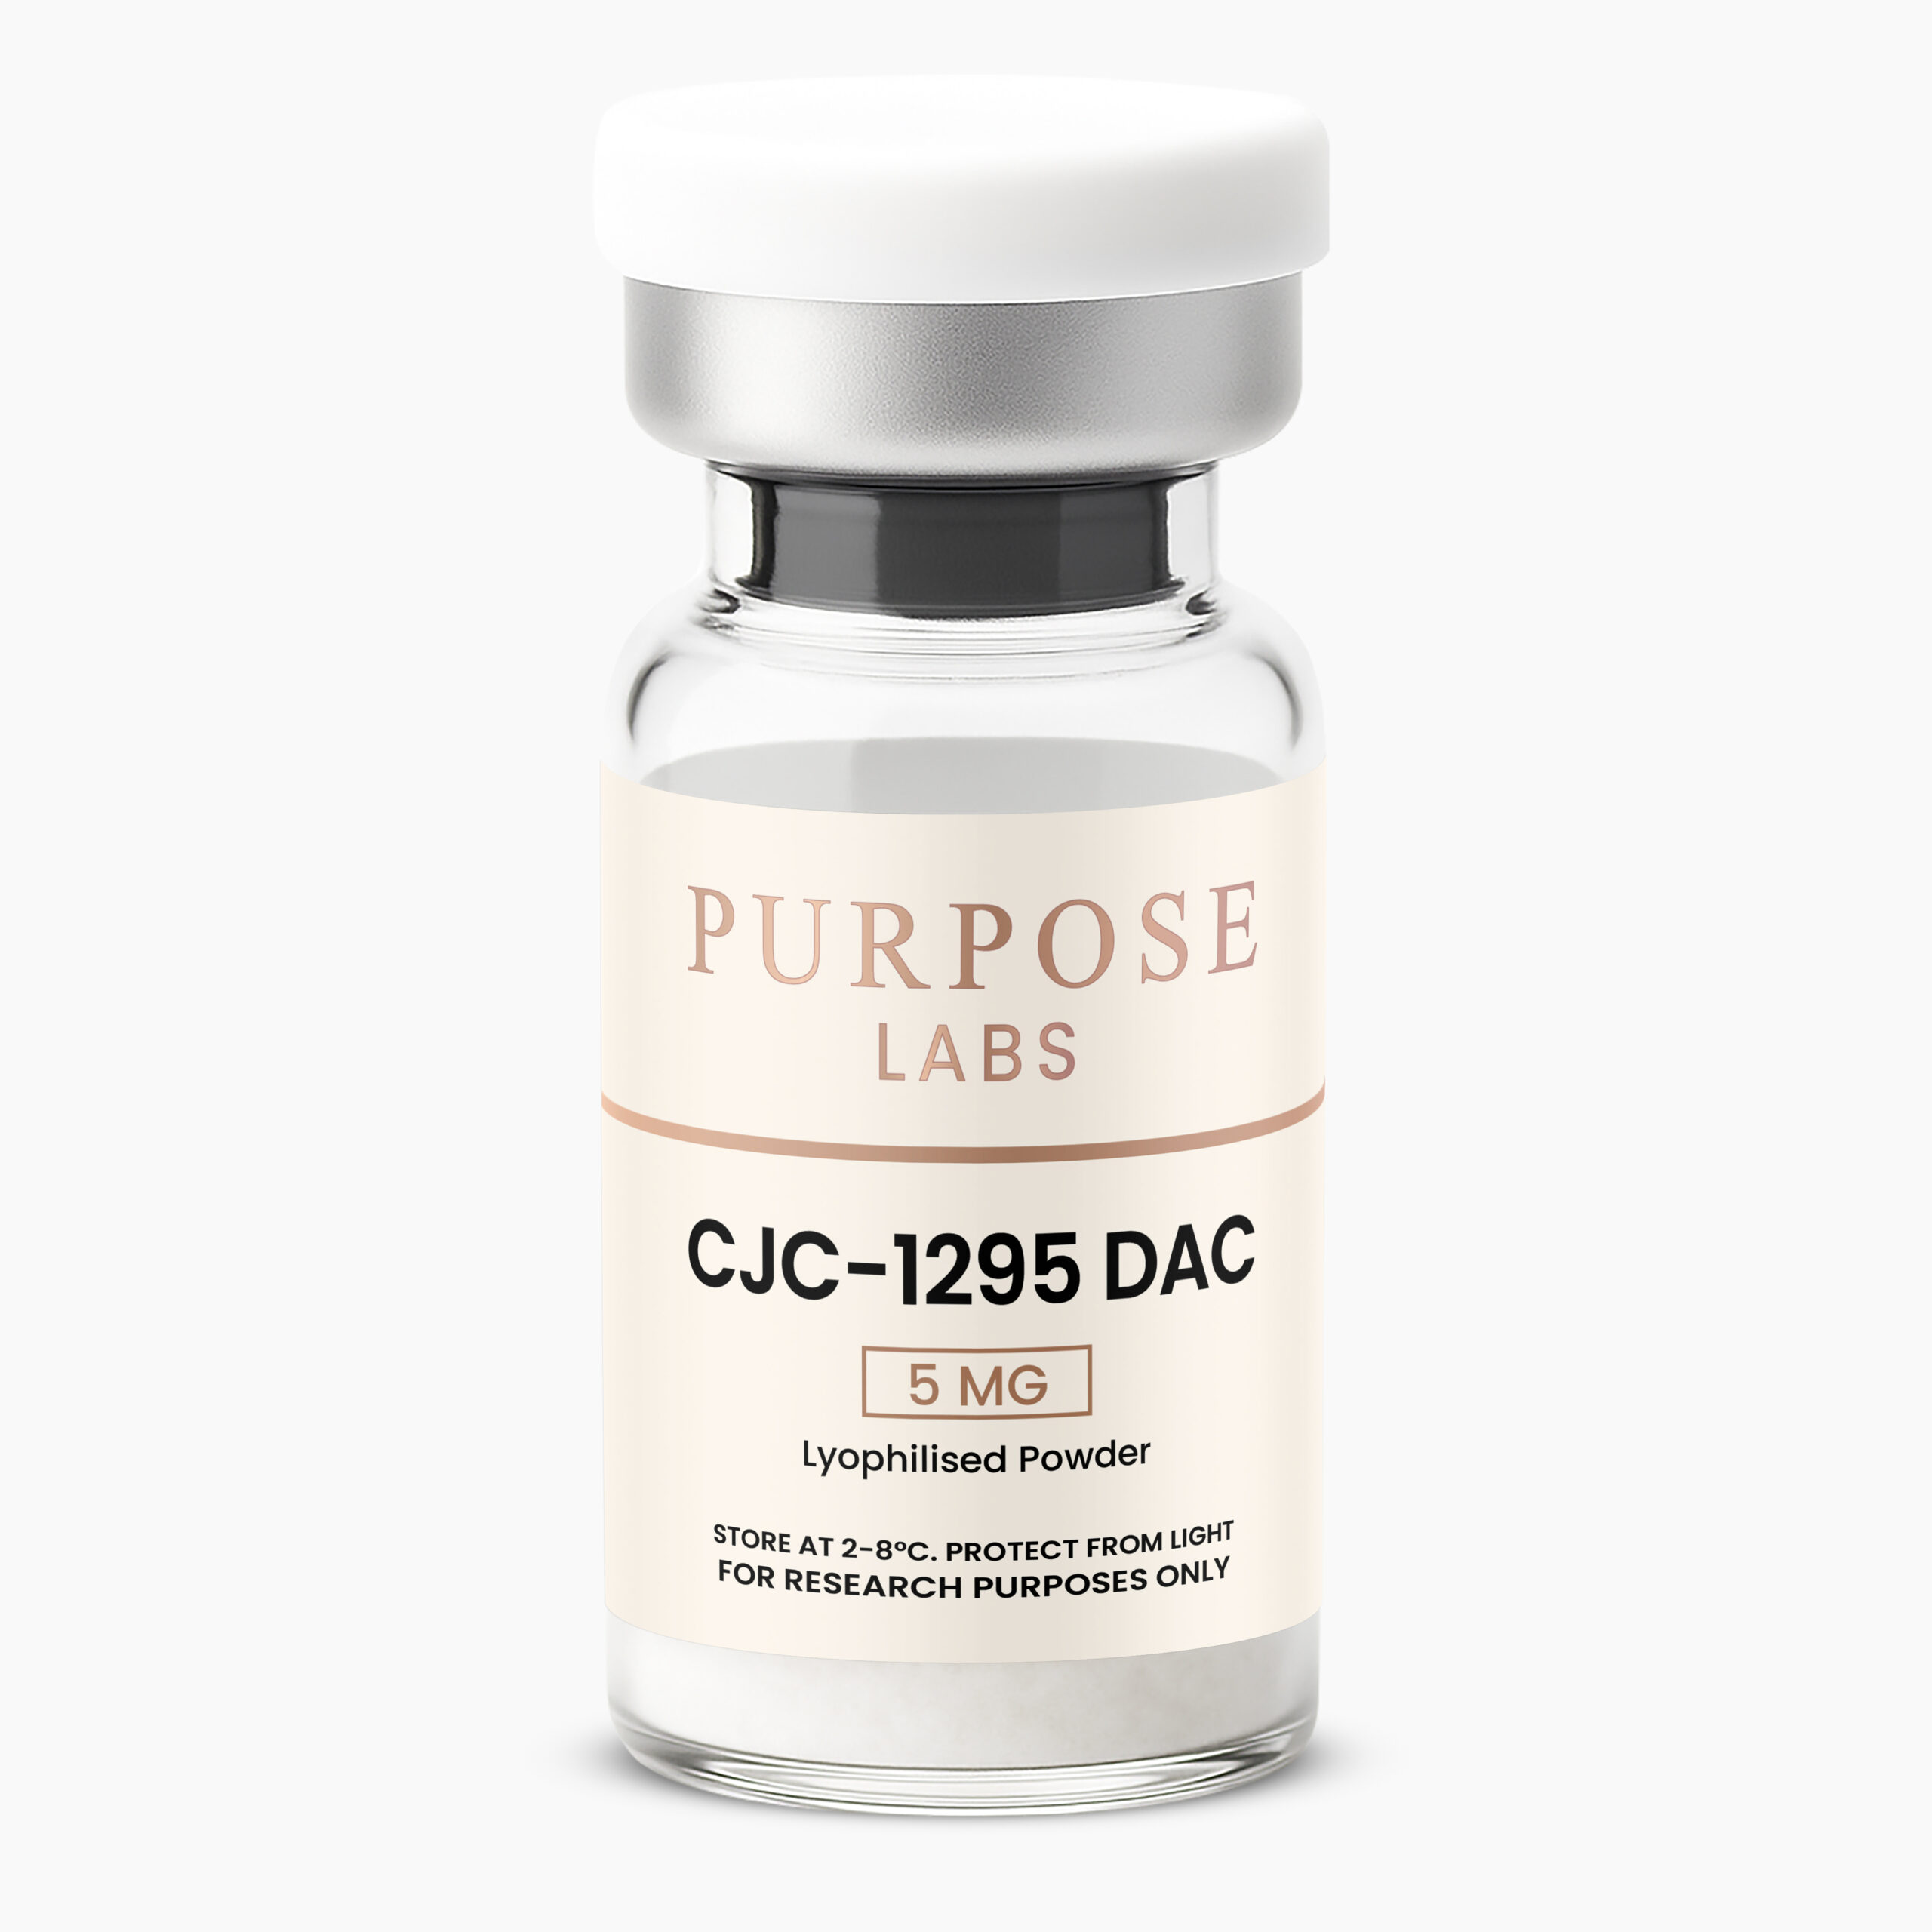 PURPOSE
LABS
CJC-1295 DAC
5 MG
Lyophilised Powder
STORE AT 2-8°C. PROTECT FROM LIGHT
FOR RESEARCH PURPOSES ONLY